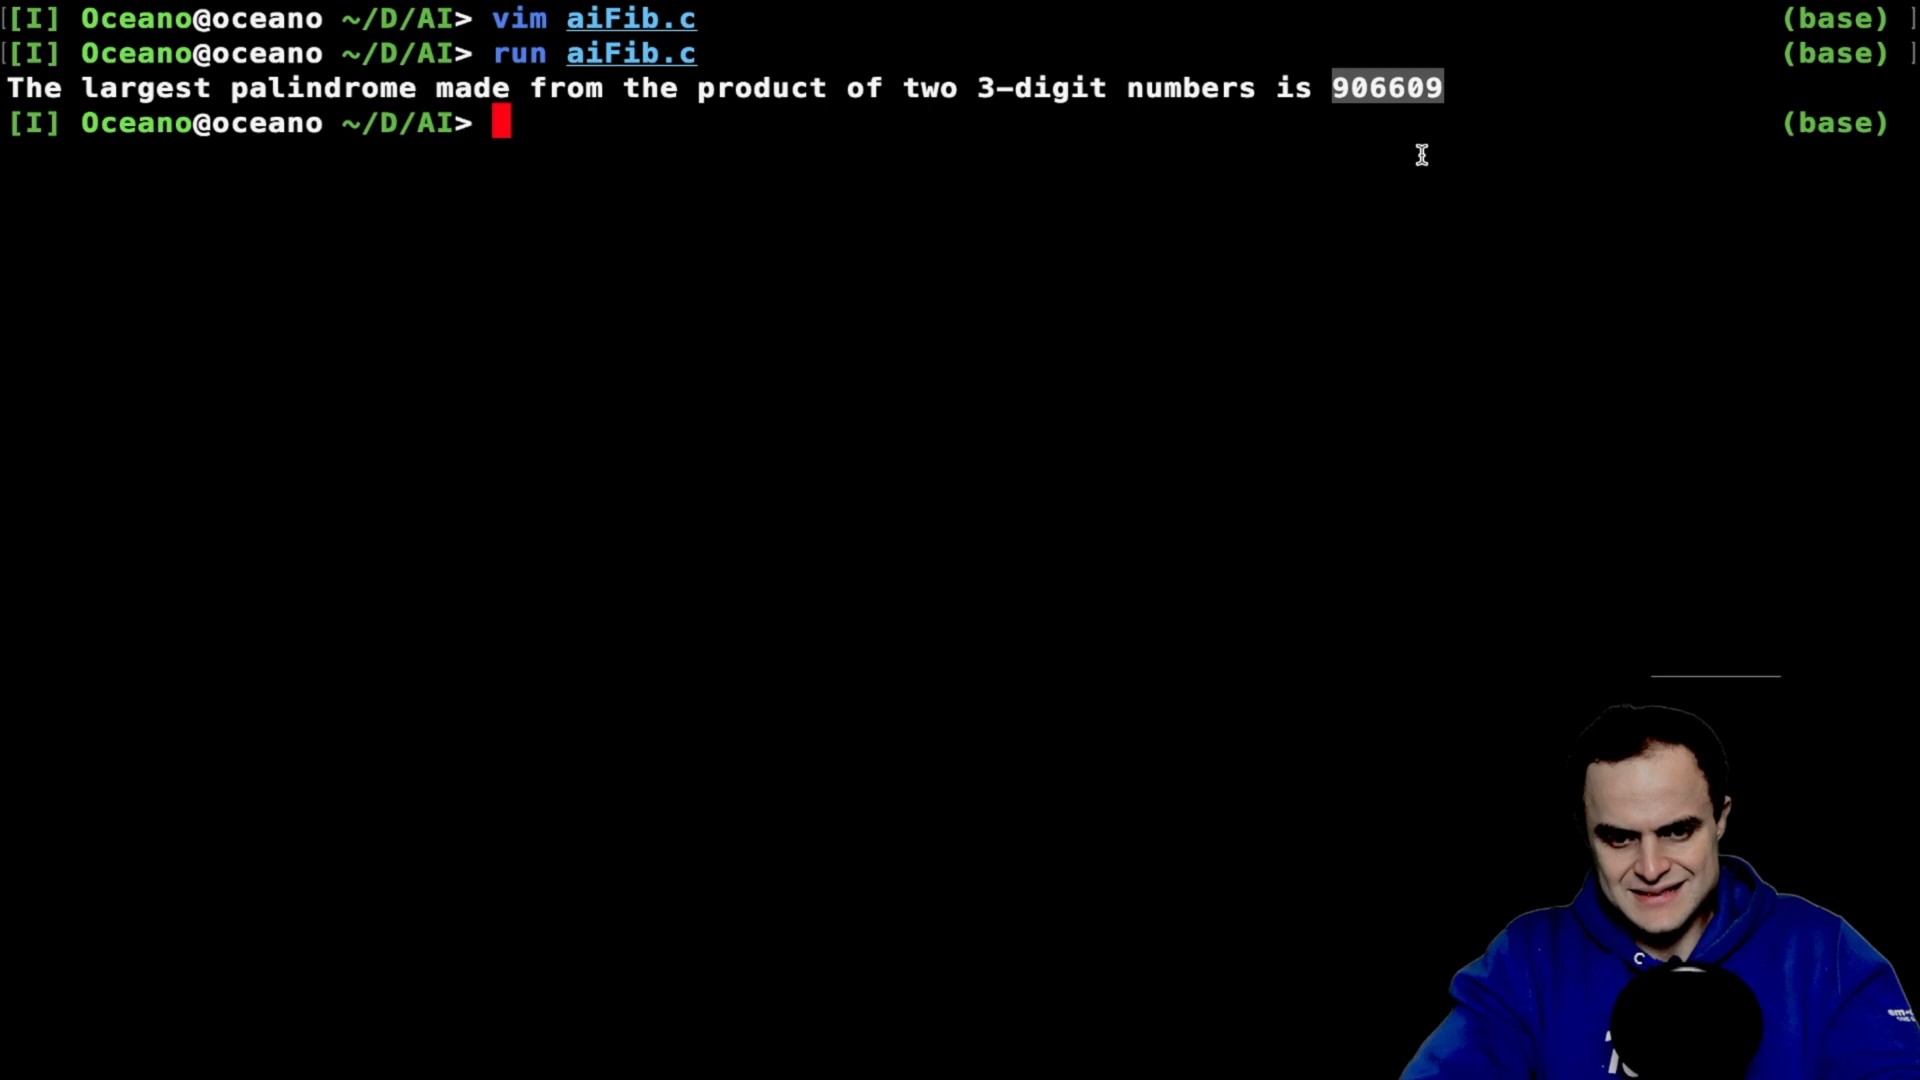 [I] Oceano@oceano ~/D/AI> vim aiFib.c (base)
[I] Oceano@oceano ~/D/AI> run aiFib.c (base)
The largest palindrome made from the product of two 3-digit numbers is 906609
[I] Oceano@oceano ~/D/AI> (base)